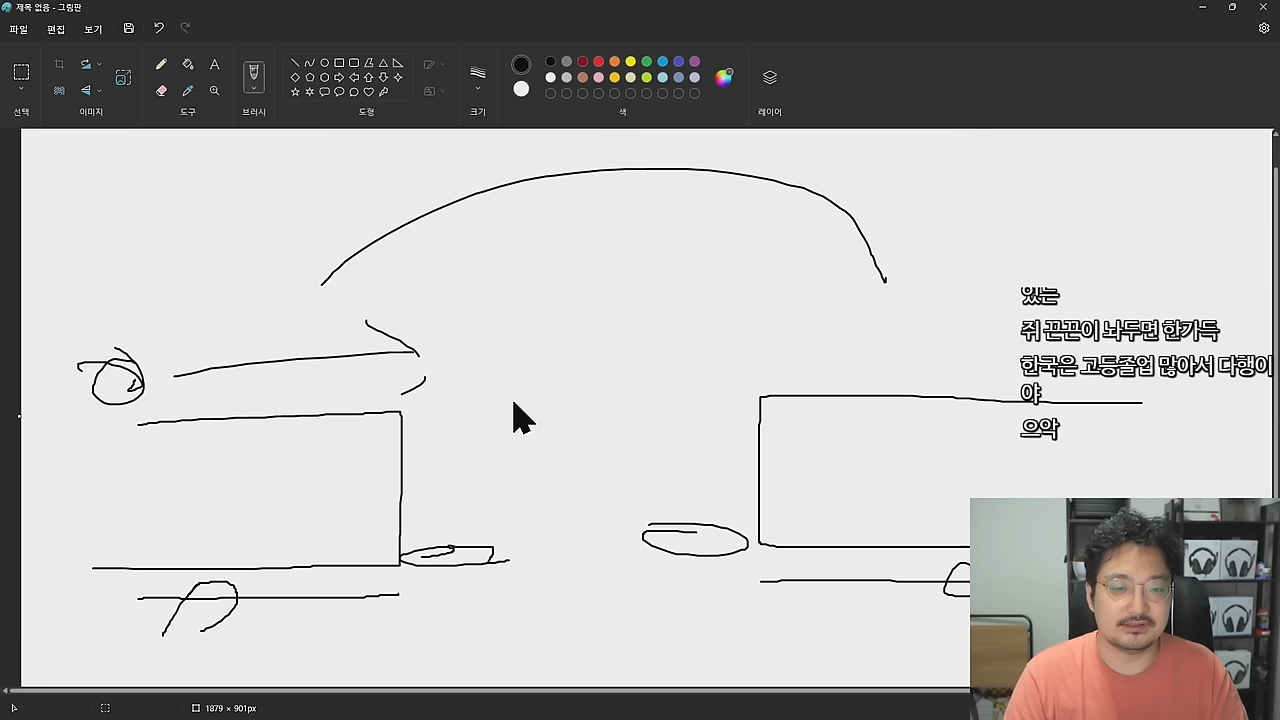 제목 없음 - 그림판
파일 편집 보기
선택 이미지 도구 브러시 도형 크기 색 레이어
있는
쥐 끈끈이 놔두면 한가득
한국은 고등졸업 많아서 다행이
야
으악
1879 × 901px